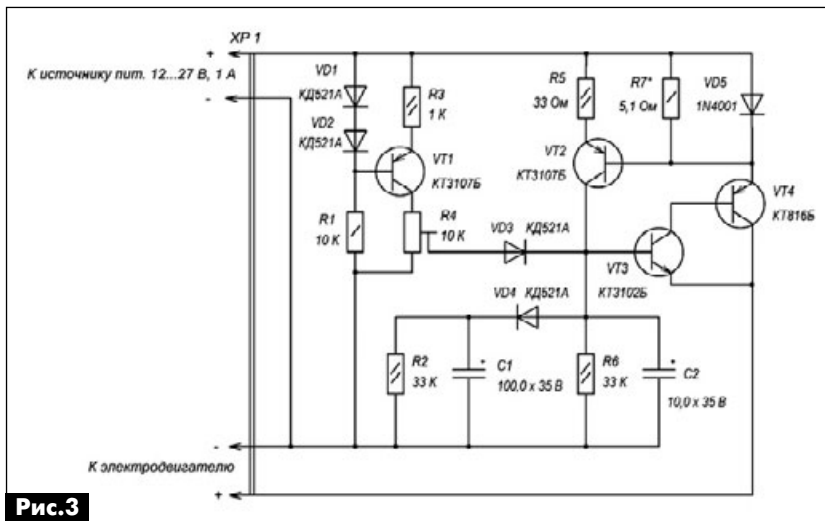 XP 1
+
К источнику пит. 12...27 В, 1 А
-
VD1
КД521А
VD2
КД521А
R3
1 К
VT1
КТ3107Б
R1
10 К
R4
10 К
R5
33 Ом
R7*
5,1 Ом
VD5
1N4001
VT2
КТ3107Б
VT4
КТ816Б
VD3 КД521А
VT3
КТ3102Б
VD4 КД521А
R2
33 К
C1
100,0 х 35 В
R6
33 К
C2
10,0 х 35 В
-
К электродвигателю
+
Рис.3